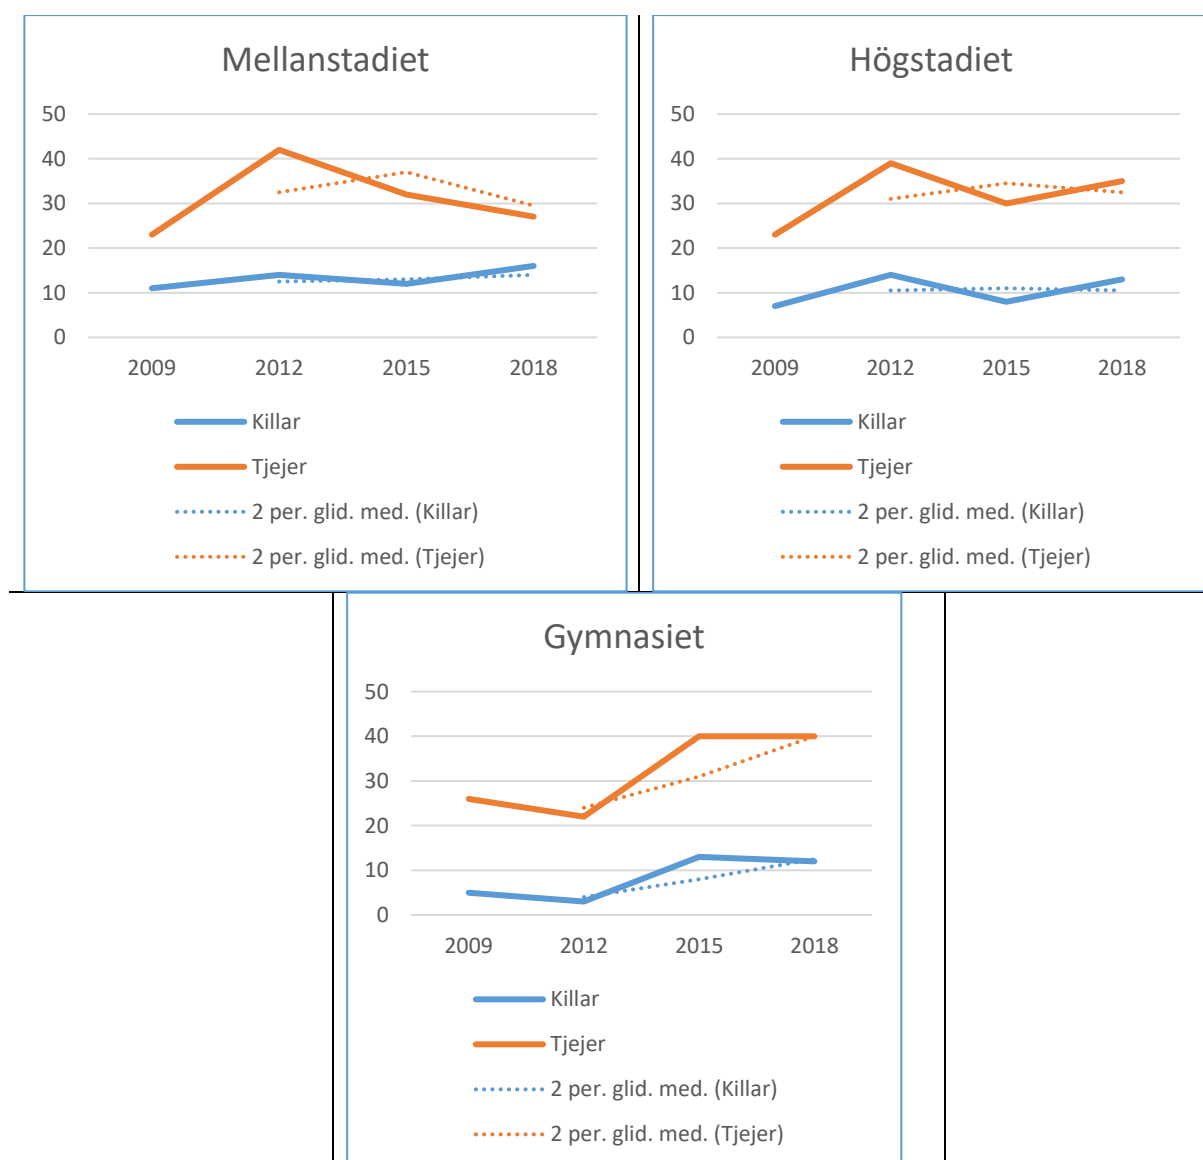 Mellanstadiet
50
40
30
20
10
0
2009 2012 2015 2018
Killar
Tjejer
2 per. glid. med. (Killar)
2 per. glid. med. (Tjejer)
Högstadiet
50
40
30
20
10
0
2009 2012 2015 2018
Killar
Tjejer
2 per. glid. med. (Killar)
2 per. glid. med. (Tjejer)
Gymnasiet
50
40
30
20
10
0
2009 2012 2015 2018
Killar
Tjejer
2 per. glid. med. (Killar)
2 per. glid. med. (Tjejer)